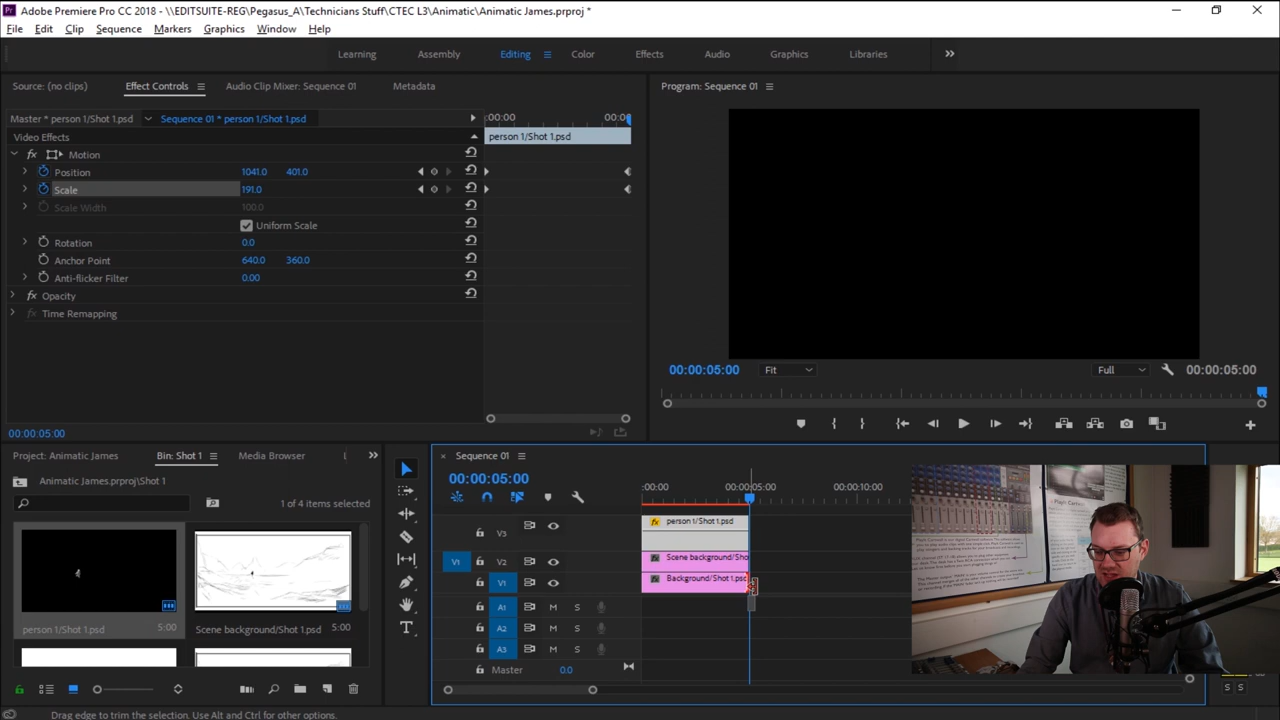 Adobe Premiere Pro CC 2018 - \\EDITSUITE-REG\Pegasus_A\Technicians Stuff\CTEC L3\Animatic\Animatic James.prproj *
File Edit Clip Sequence Markers Graphics Window Help
Learning Assembly Editing Effects Color Audio Graphics Libraries
Source: (no clips) Effect Controls Audio Clip Mixer: Sequence 01 Metadata
Master * person 1/Shot 1.psd Sequence 01 * person 1/Shot 1.psd
:00:00 00:00
Video Effects
person 1/Shot 1.psd
fx Motion
Position 1041.0 401.0
Scale 191.0
Scale Width 100.0
Uniform Scale
Rotation 0.0
Anchor Point 640.0 360.0
Anti-flicker Filter 0.00
fx Opacity
fx Time Remapping
00:00:05:00
Program: Sequence 01
00:00:05:00 Fit Full 00:00:05:00
Project: Animatic James Bin: Shot 1 Media Browser
Animatic James.prproj\Shot 1
1 of 4 items selected
person 1/Shot 1.psd 5:00
Scene background/Shot 1.psd 5:00
Sequence 01
00:00:05:00
:00:00 00:00:05:00 00:00:10:00
V3 fx person 1/Shot 1.psd
V1 V2 Scene background/Sho
V1 Background/Shot 1.psd
A1 M S
A2 M S
A3 M S
Master 0.0
S S
Drag edge to trim the selection. Use Alt and Ctrl for other options.